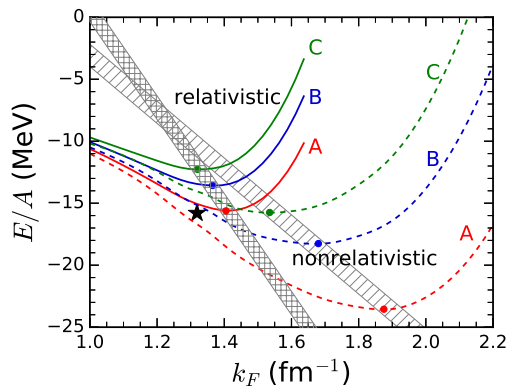 0
−5
−10
−15
−20
−25
E/A (MeV)
relativistic
C
B
A
C
B
A
nonrelativistic
1.0 1.2 1.4 1.6 1.8 2.0 2.2
k_F (fm⁻¹)